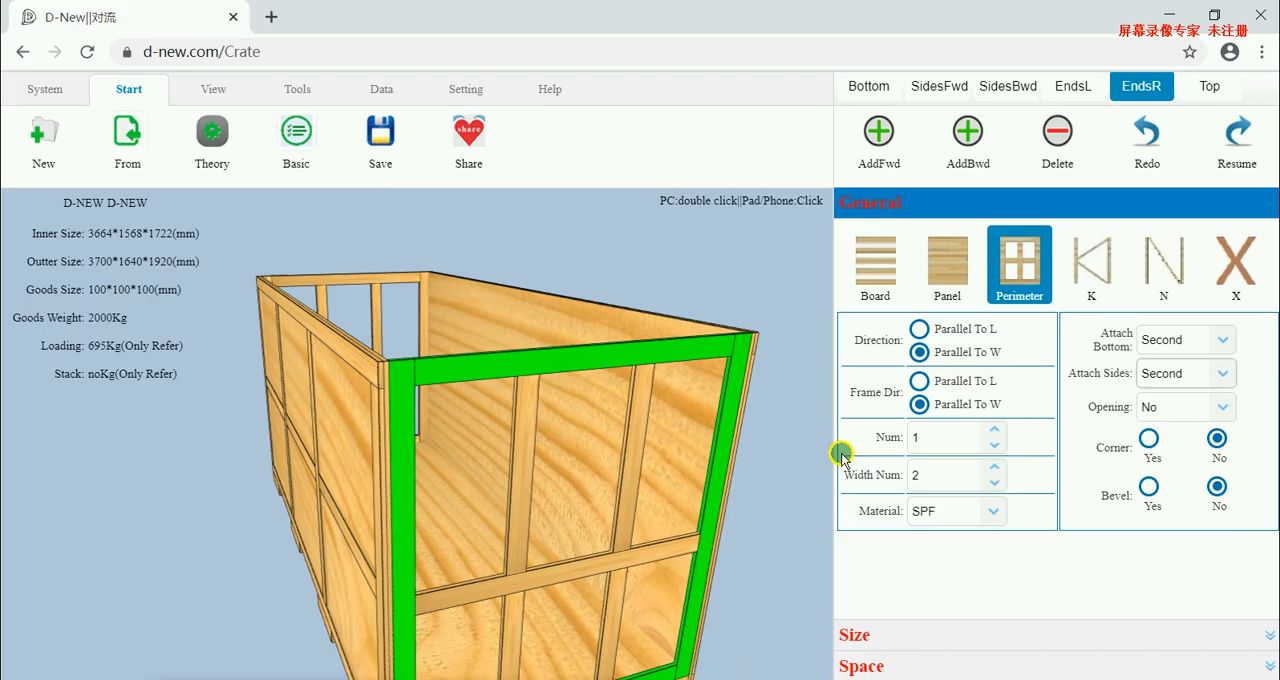 D-New||对流
屏幕录像专家 未注册
d-new.com/Crate
System Start View Tools Data Setting Help
New From Theory Basic Save share Share
Bottom SidesFwd SidesBwd EndsL EndsR Top
AddFwd AddBwd Delete Redo Resume
D-NEW D-NEW
PC:double click||Pad/Phone:Click
Inner Size: 3664*1568*1722(mm)
Outter Size: 3700*1640*1920(mm)
Goods Size: 100*100*100(mm)
Goods Weight: 2000Kg
Loading: 695Kg(Only Refer)
Stack: noKg(Only Refer)
General
Board Panel Perimeter K N X
Direction: Parallel To L
Parallel To W
Frame Dir: Parallel To L
Parallel To W
Num: 1
Width Num: 2
Material: SPF
Attach
Bottom: Second
Attach Sides: Second
Opening: No
Corner: Yes No
Bevel: Yes No
Size
Space